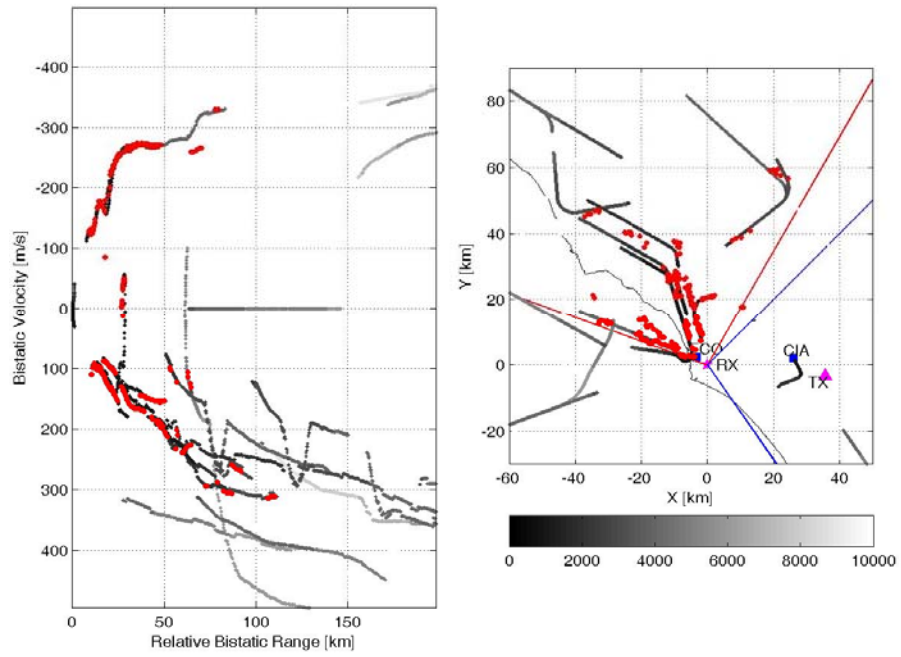 -400
-300
-200
-100
0
100
200
300
400
Bistatic Velocity [m/s]
0 50 100 150
Relative Bistatic Range [km]
80
60
40
20
0
-20
Y [km]
CO
RX
CIA
TX
-60 -40 -20 0 20 40
X [km]
0 2000 4000 6000 8000 10000